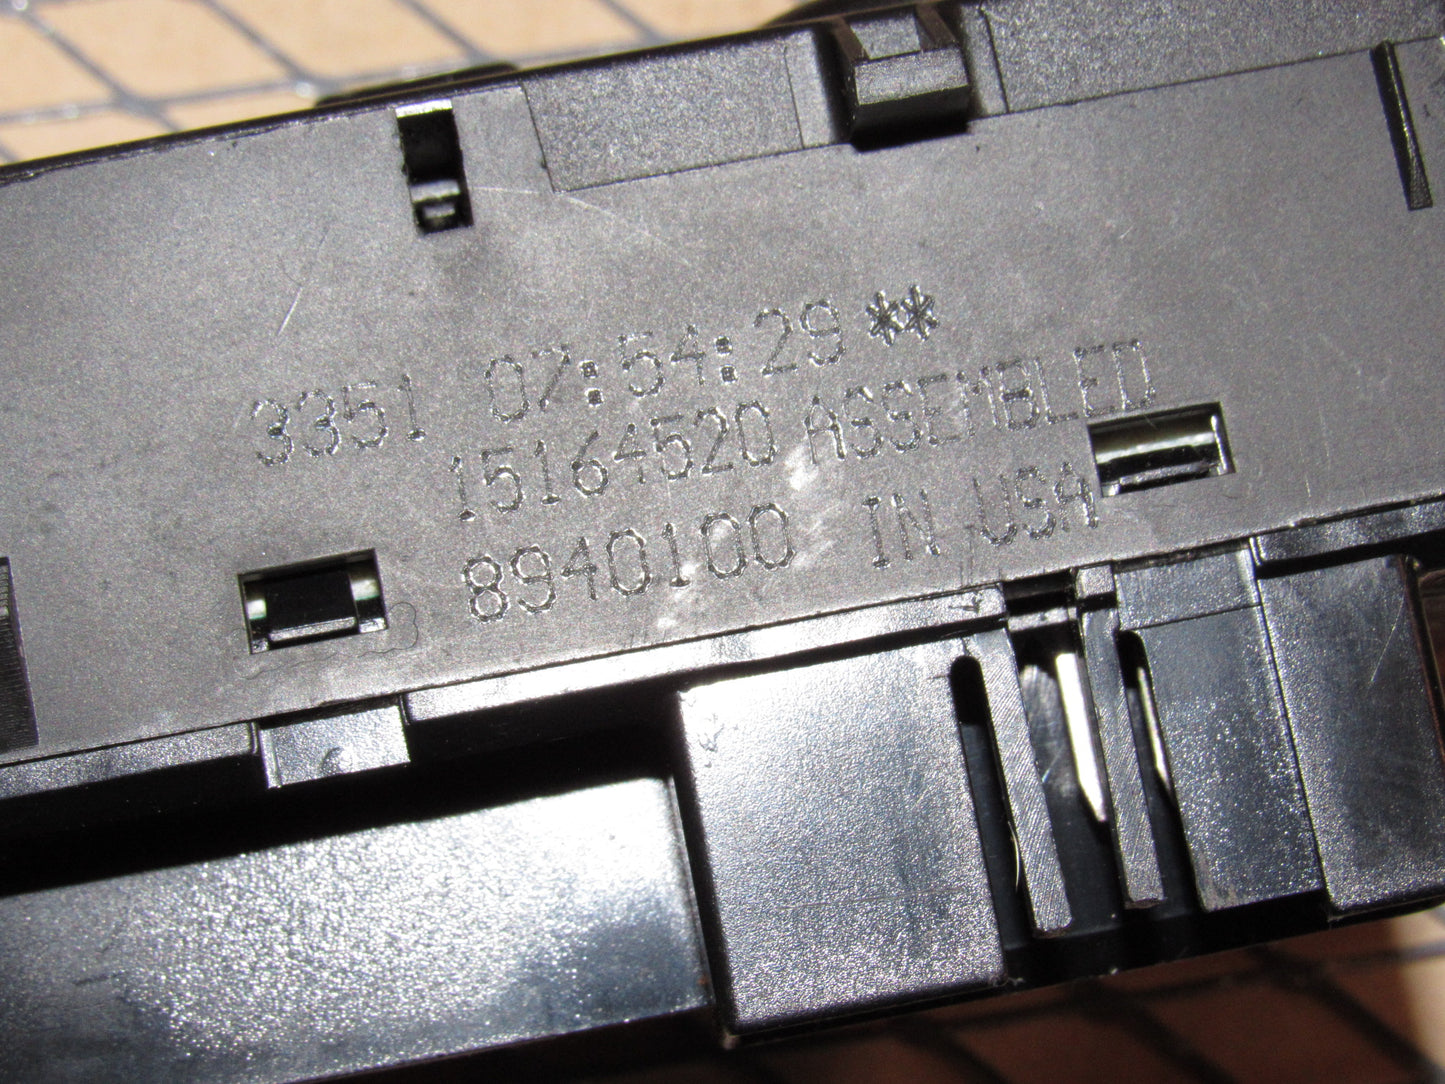 3351 07:54:29**
15164520 ASSEMBLED
8940100 IN USA